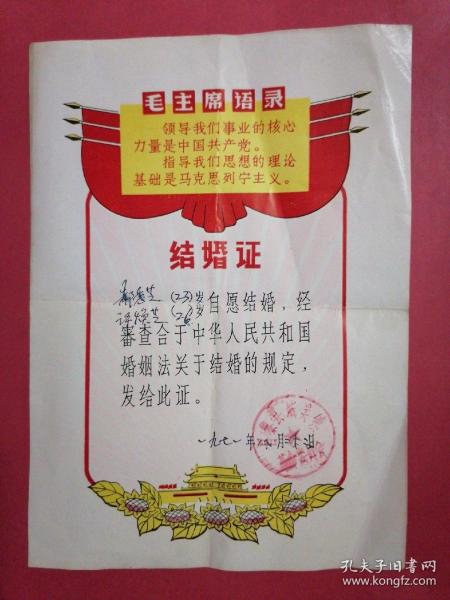 毛主席语录
领导我们事业的核心
力量是中国共产党。
指导我们思想的理论
基础是马克思列宁主义。
结婚证
(23)岁自愿结婚，经
审查合于中华人民共和国
婚姻法关于结婚的规定，
发给此证。
一九七一年 月二十 日
孔夫子旧书网
www.kongfz.com